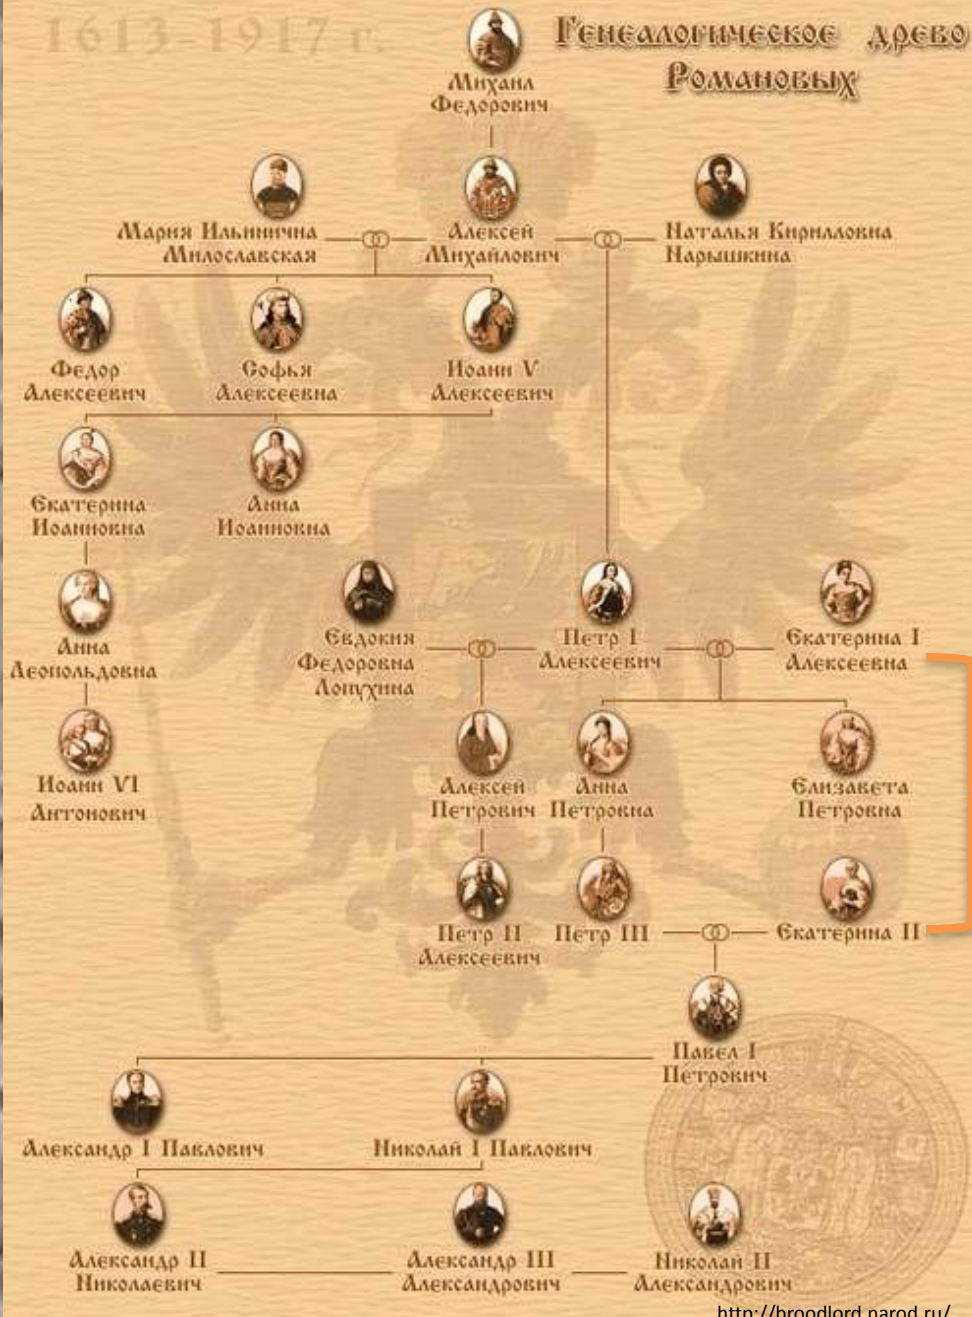 1613-1917 г.
Генеалогическое древо
Романовых
Михаил
Федорович
Мария Ильинична
Милославская
Алексей
Михайлович
Наталья Кирилловна
Нарышкина
Федор
Алексеевич
Софья
Алексеевна
Иоанн V
Алексеевич
Екатерина
Иоанновна
Анна
Иоанновна
Анна
Леопольдовна
Евдокия
Федоровна
Лопухина
Петр I
Алексеевич
Екатерина I
Алексеевна
Иоанн VI
Антонович
Алексей
Петрович
Анна
Петровна
Елизавета
Петровна
Петр II
Алексеевич
Петр III
Екатерина II
Павел I
Петрович
Александр I Павлович
Николай I Павлович
Александр II
Николаевич
Александр III
Александрович
Николай II
Александрович
http://broodlord.narod.ru/